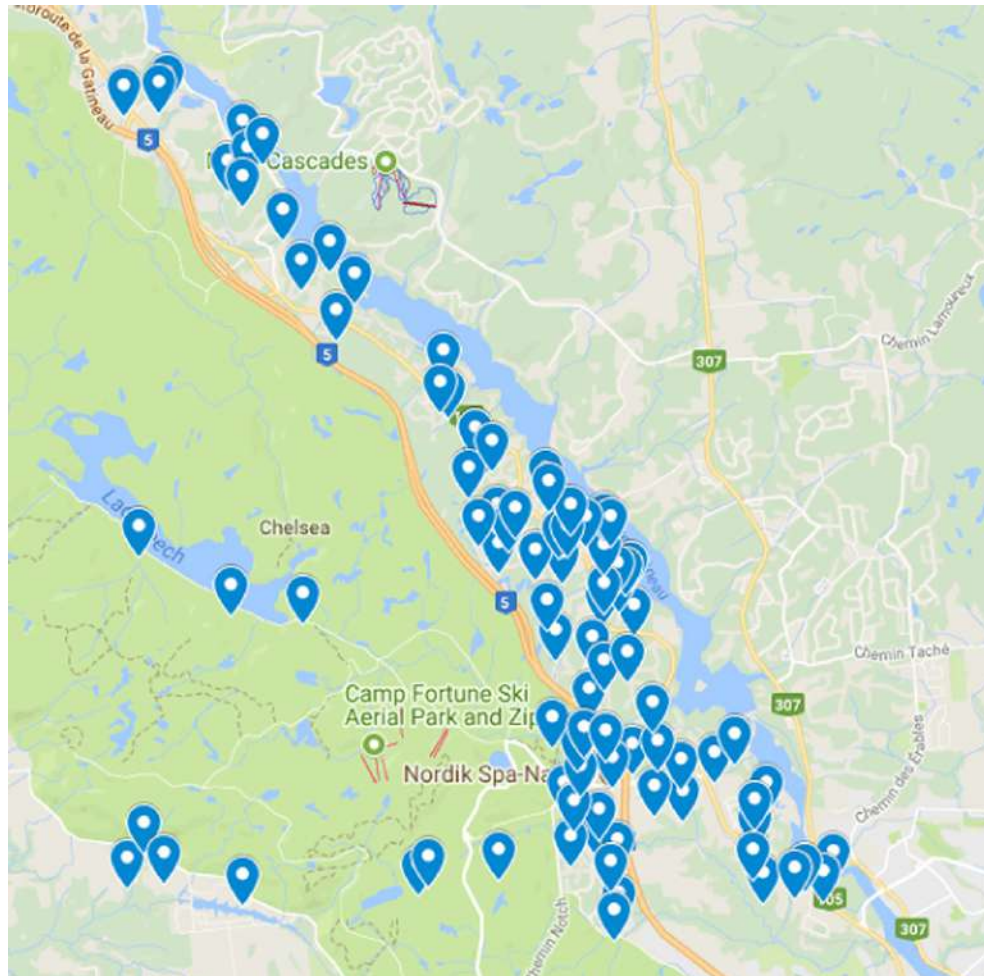 toroute de la Gatineau
5
Cascades
5
307
Chemin Lamoureux
Chelsea
5
Chemin Taché
Camp Fortune Ski
Aerial Park and Zip
307
Nordik Spa-Na
Chemin des Érables
Chemin Notch
307